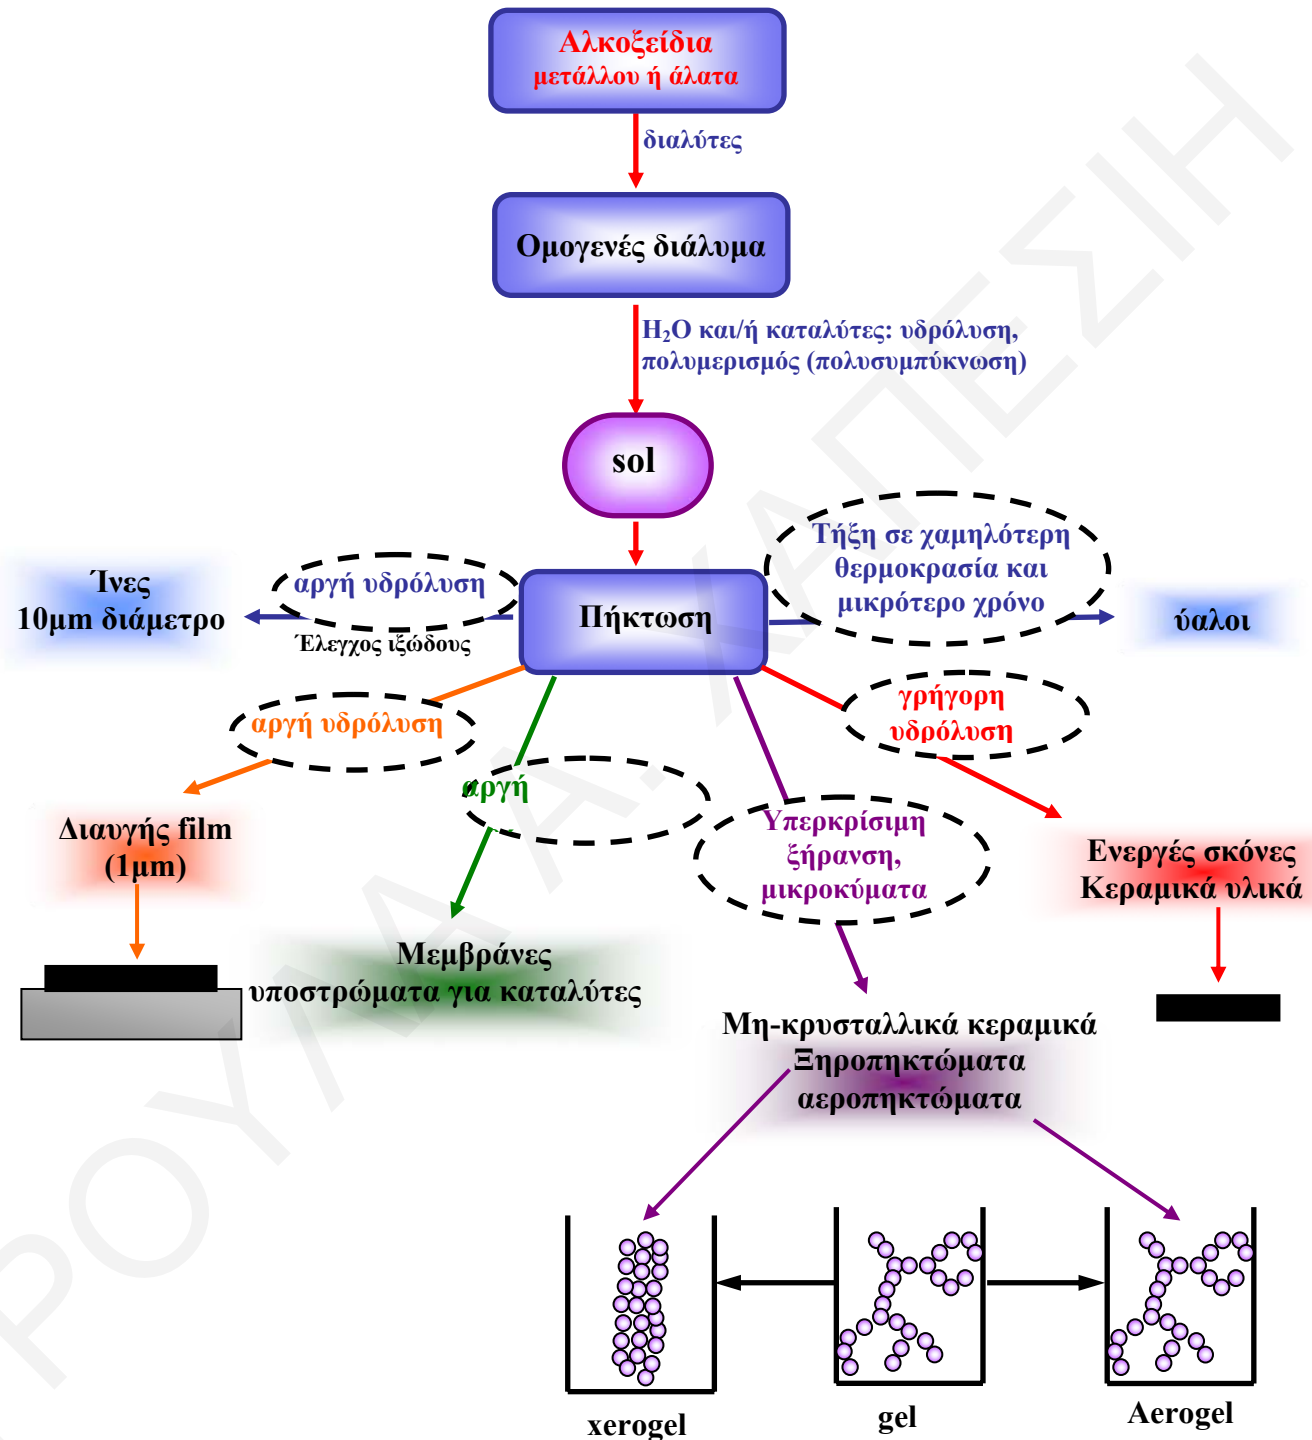 Αλκοξείδια
μετάλλου ή άλατα
διαλύτες
Ομογενές διάλυμα
H₂O και/ή καταλύτες: υδρόλυση,
πολυμερισμός (πολυσυμπύκνωση)
sol
Τήξη σε χαμηλότερη
θερμοκρασία και
μικρότερο χρόνο
Ίνες
10μm διάμετρο
αργή υδρόλυση
Έλεγχος ιξώδους
Πήκτωση
ύαλοι
αργή υδρόλυση
γρήγορη
υδρόλυση
αργή
Υπερκρίσιμη
ξήρανση,
μικροκύματα
Διαυγής film
(1μm)
Ενεργές σκόνες
Κεραμικά υλικά
Μεμβράνες
υποστρώματα για καταλύτες
Μη-κρυσταλλικά κεραμικά
Ξηροπηκτώματα
αεροπηκτώματα
xerogel
gel
Aerogel
ΡΟΥΛΑ Α. ΧΑΠΕΣΙΗ